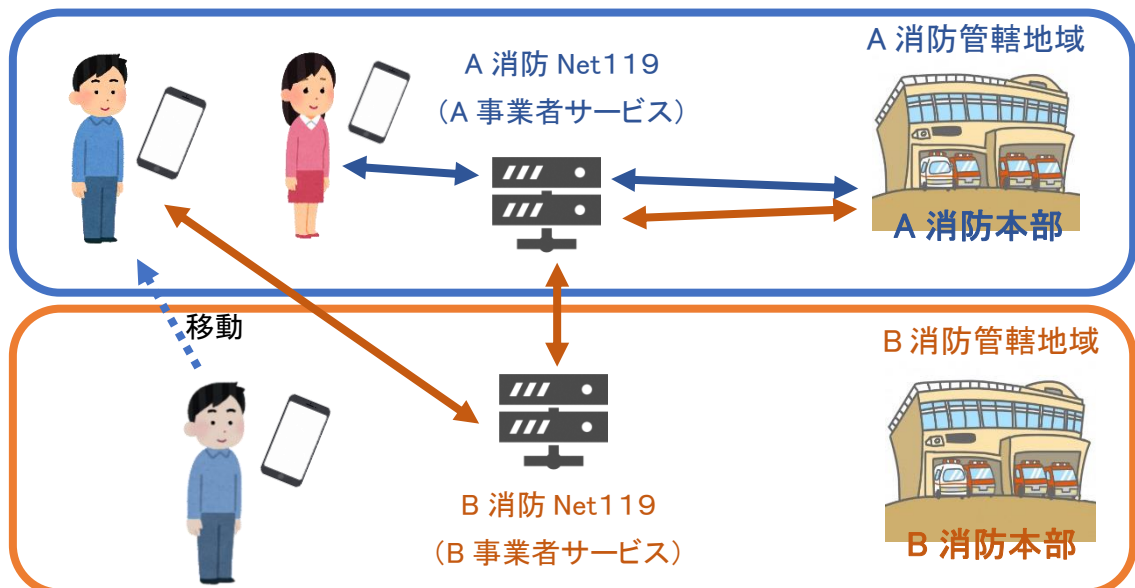 A 消防管轄地域
A 消防 Net119
(A 事業者サービス)
A 消防本部
移動
B 消防管轄地域
B 消防 Net119
(B 事業者サービス)
B 消防本部